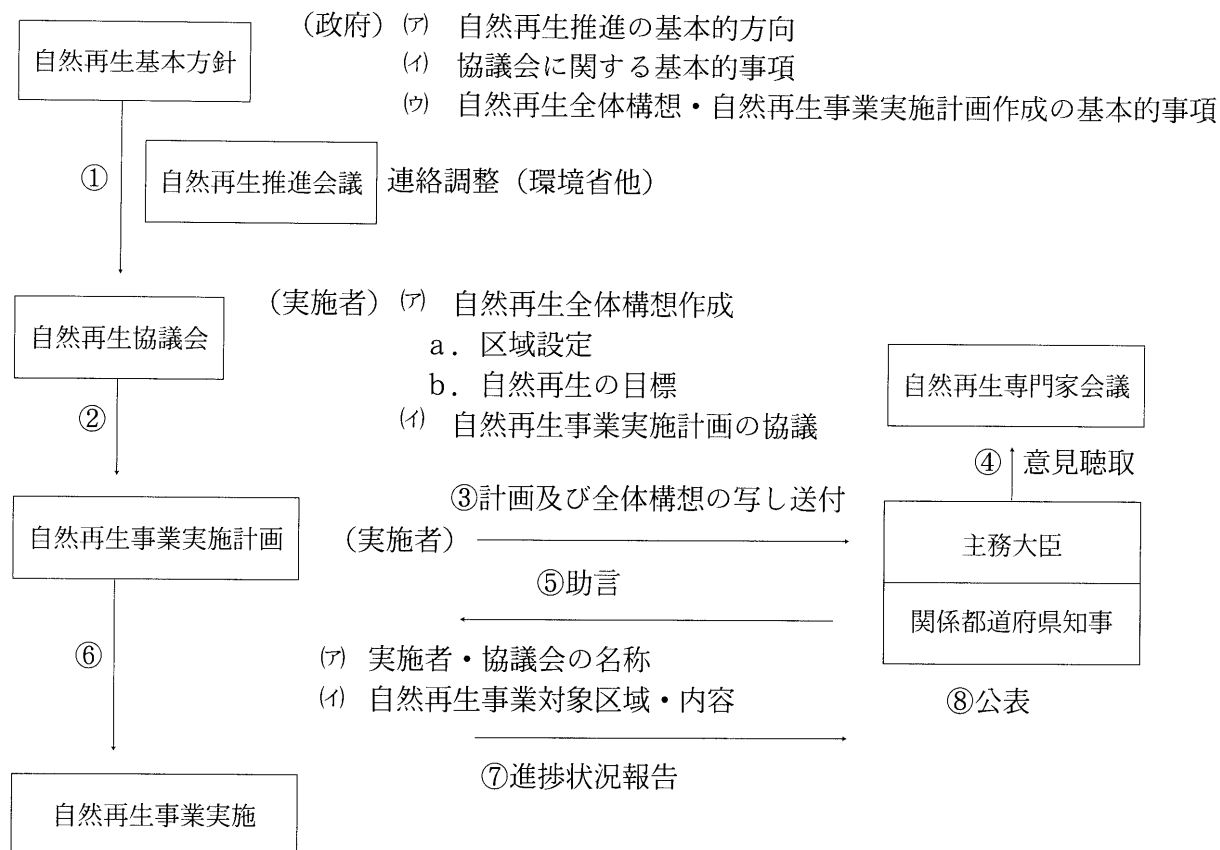 (政府) (ア) 自然再生推進の基本的方向
自然再生基本方針
(イ) 協議会に関する基本的事項
(ウ) 自然再生全体構想・自然再生事業実施計画作成の基本的事項
①
自然再生推進会議 連絡調整（環境省他）
(実施者) (ア) 自然再生全体構想作成
自然再生協議会
a．区域設定
b．自然再生の目標
自然再生専門家会議
②
(イ) 自然再生事業実施計画の協議
④ 意見聴取
③計画及び全体構想の写し送付
自然再生事業実施計画
(実施者)
主務大臣
⑤助言
関係都道府県知事
⑥
(ア) 実施者・協議会の名称
(イ) 自然再生事業対象区域・内容
⑧公表
⑦進捗状況報告
自然再生事業実施